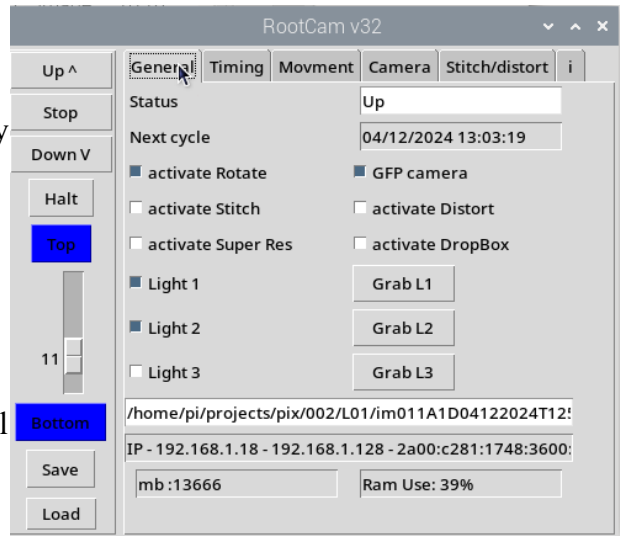 RootCam v32
Up ^
Stop
Down V
Halt
Top
11
Bottom
Save
Load
General Timing Movment Camera Stitch/distort i
Status Up
Next cycle 04/12/2024 13:03:19
activate Rotate GFP camera
activate Stitch activate Distort
activate Super Res activate DropBox
Light 1 Grab L1
Light 2 Grab L2
Light 3 Grab L3
/home/pi/projects/pix/002/L01/im011A1D04122024T12
IP - 192.168.1.18 - 192.168.1.128 - 2a00:c281:1748:3600:
mb :13666 Ram Use: 39%